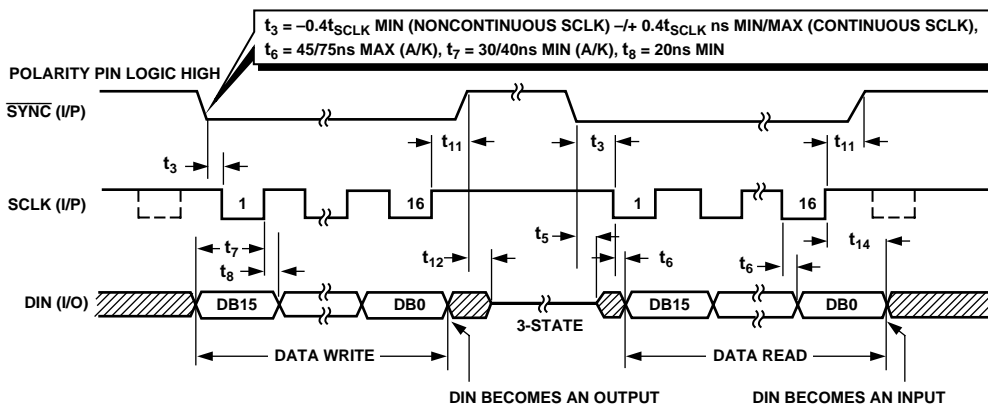 t3 = –0.4tSCLK MIN (NONCONTINUOUS SCLK) –/+ 0.4tSCLK ns MIN/MAX (CONTINUOUS SCLK),
t6 = 45/75ns MAX (A/K), t7 = 30/40ns MIN (A/K), t8 = 20ns MIN
POLARITY PIN LOGIC HIGH
SYNC (I/P)
t3
t11
t3
t11
SCLK (I/P)
1
16
1
16
t7
t8
t12
t5
t6
t6
t14
DIN (I/O)
DB15
DB0
3-STATE
DB15
DB0
DATA WRITE
DATA READ
DIN BECOMES AN OUTPUT
DIN BECOMES AN INPUT